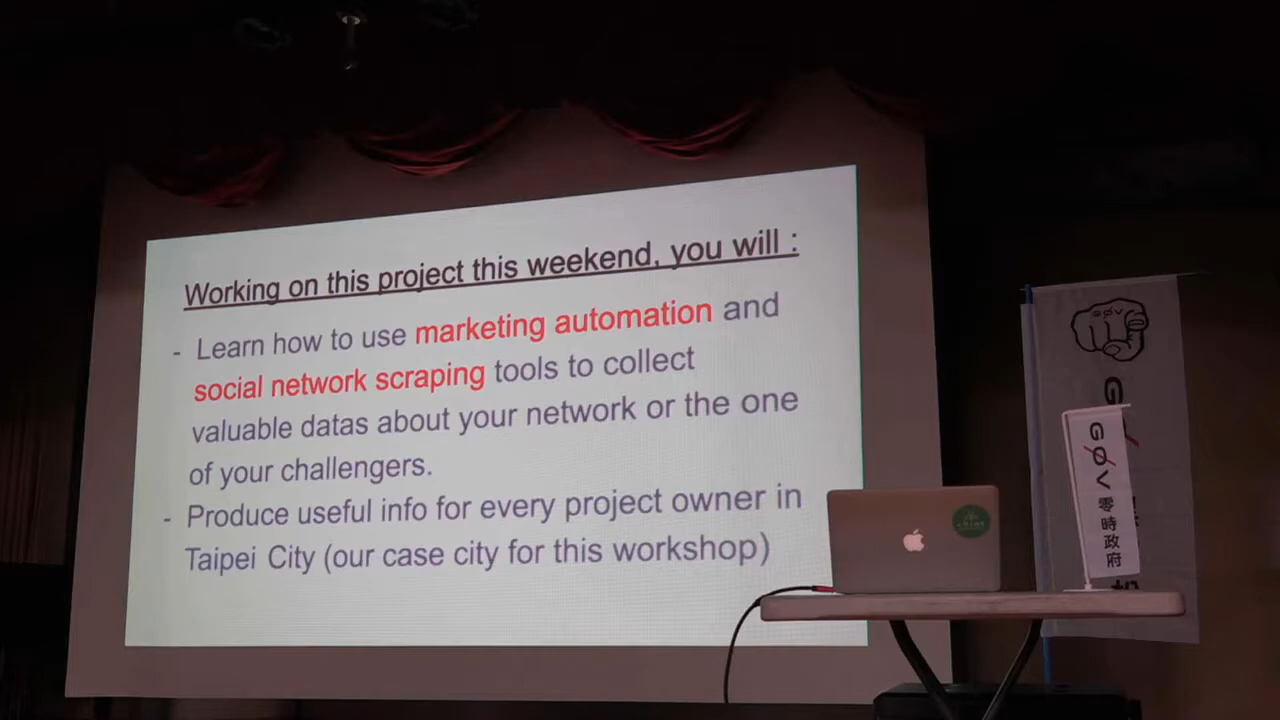 Working on this project this weekend, you will :
- Learn how to use marketing automation and
social network scraping tools to collect
valuable datas about your network or the one
of your challengers.
- Produce useful info for every project owner in
Taipei City (our case city for this workshop)
GOV
G0V
零時政府